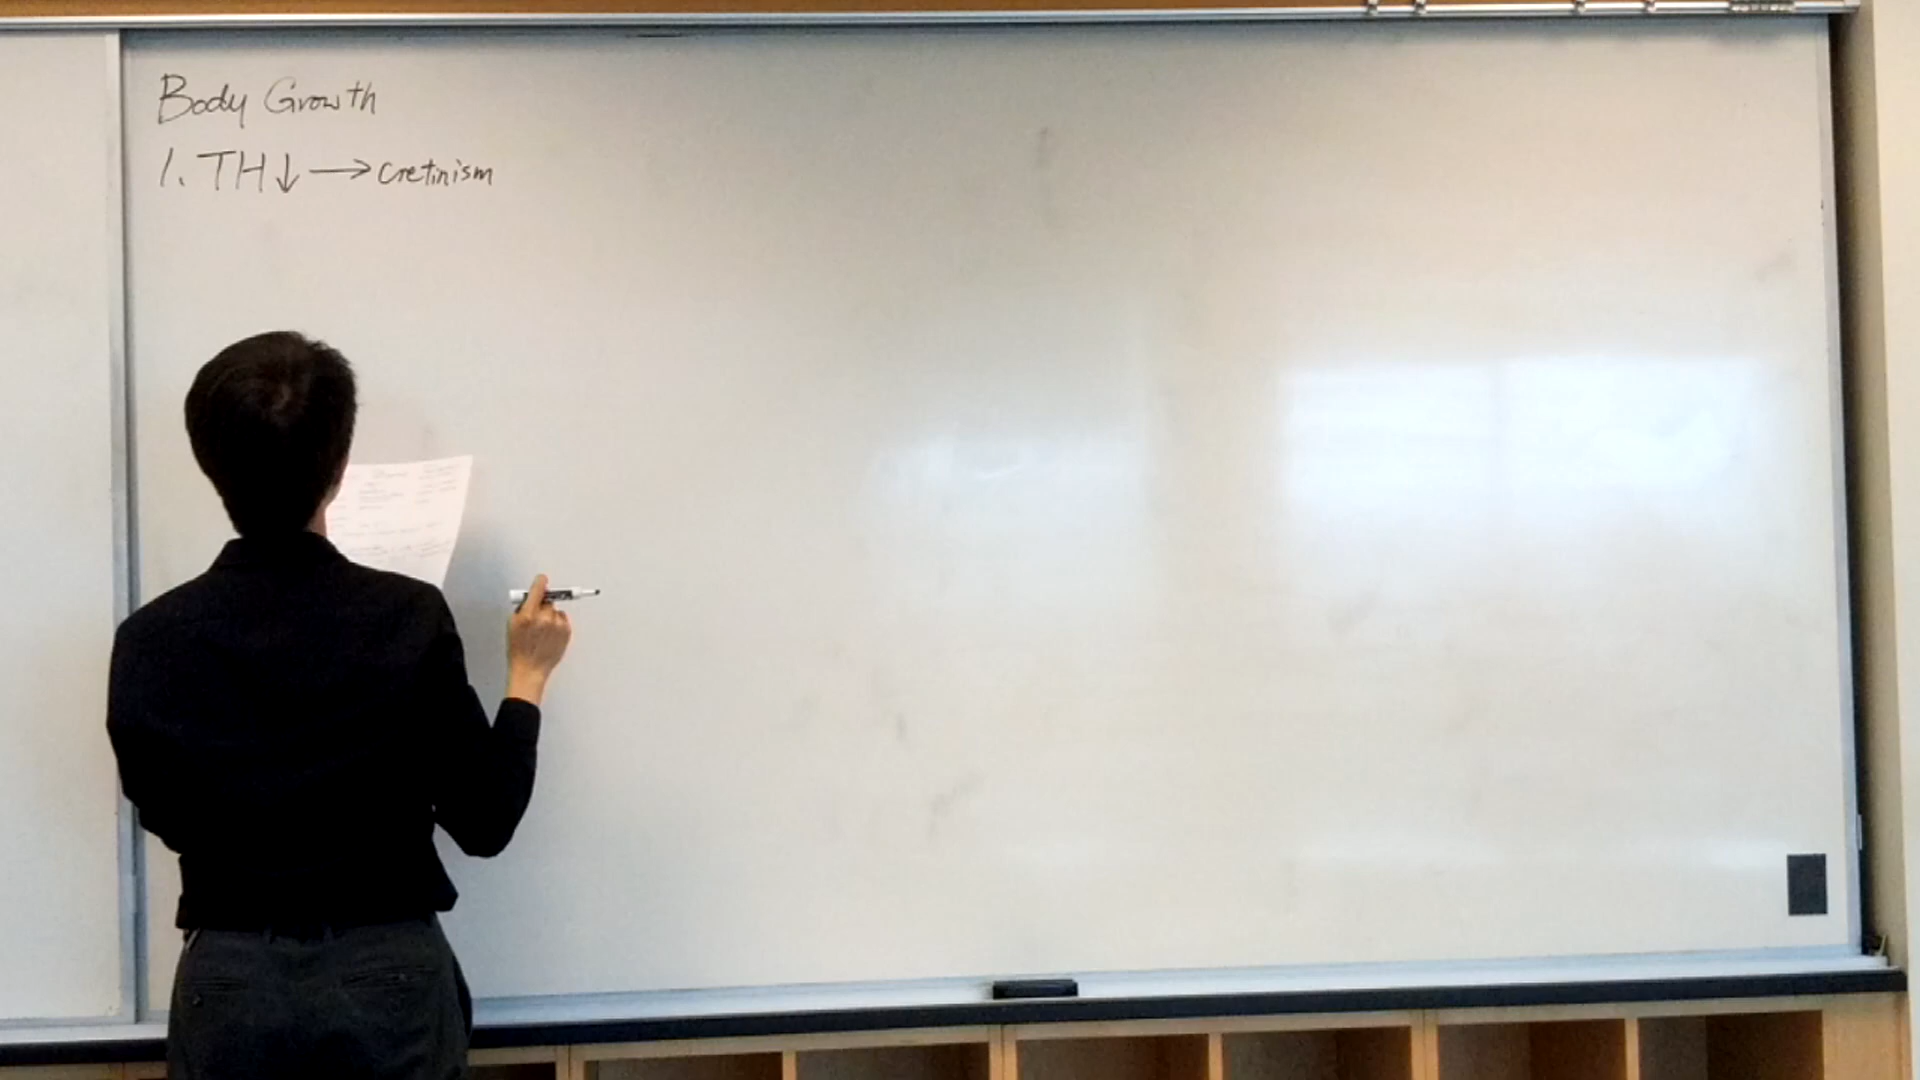 Body Growth
1. TH↓ → cretinism